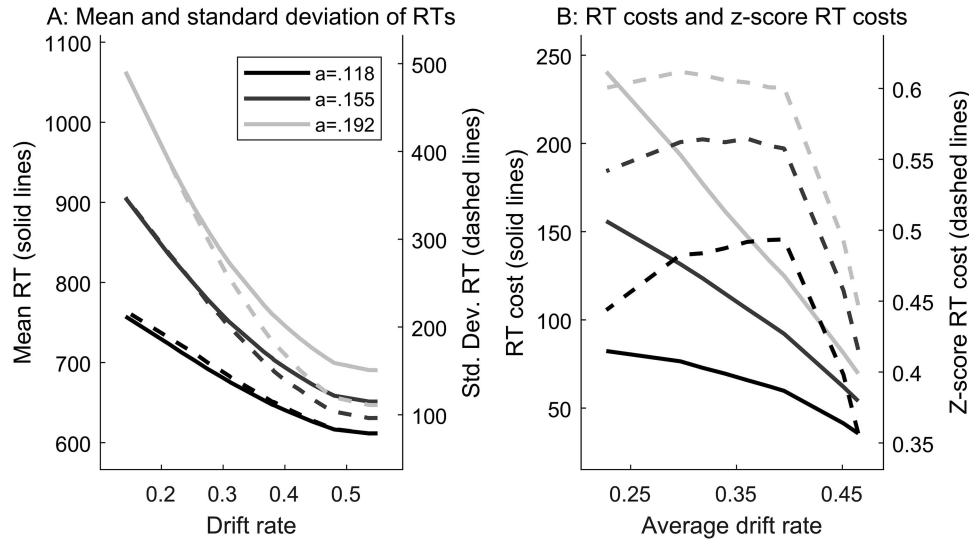 A: Mean and standard deviation of RTs
1100
1000
900
800
700
600
Mean RT (solid lines)
a=.118
a=.155
a=.192
500
400
300
200
100
Std. Dev. RT (dashed lines)
0.2 0.3 0.4 0.5
Drift rate
B: RT costs and z-score RT costs
250
200
150
100
50
RT cost (solid lines)
0.6
0.55
0.5
0.45
0.4
0.35
Z-score RT cost (dashed lines)
0.25 0.35 0.45
Average drift rate